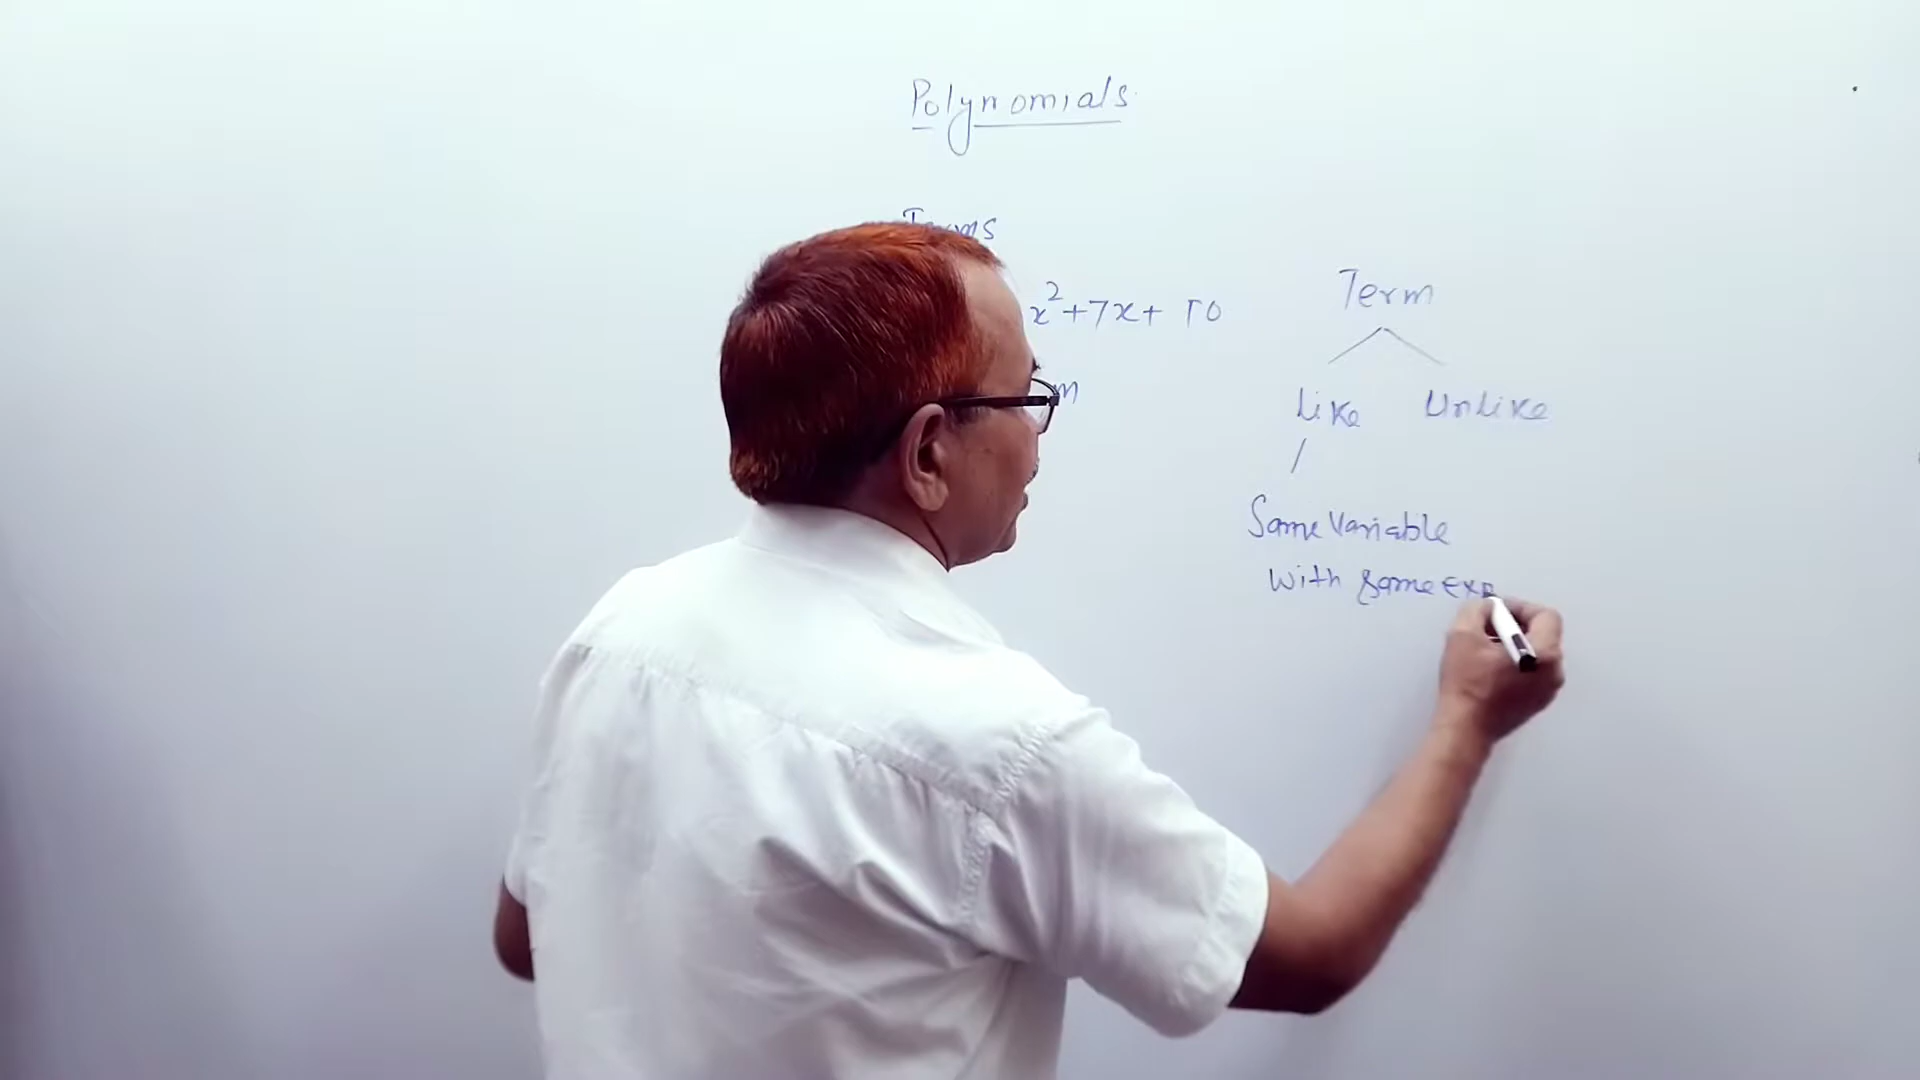 Polynomials
Terms
x²+7x+ 10
Term
Like Unlike
Same Variable
With Same Exp